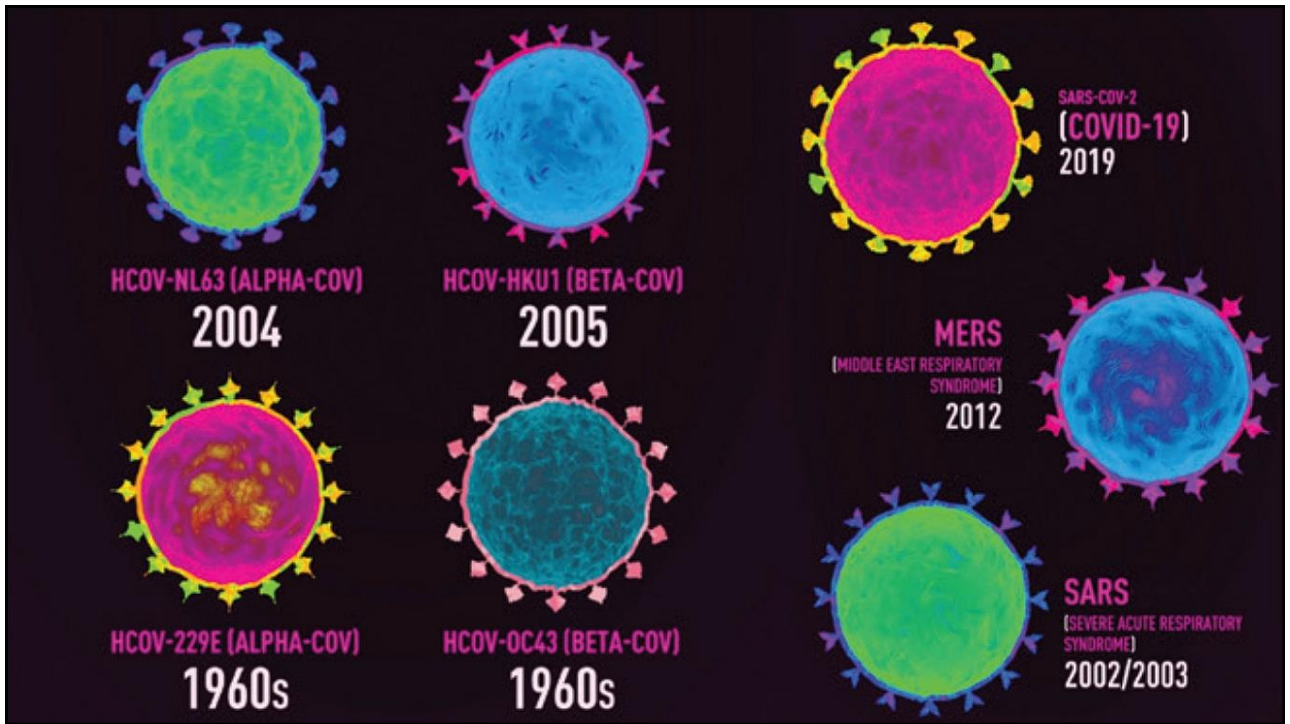 HCOV-NL63 (ALPHA-COV)
2004
HCOV-HKU1 (BETA-COV)
2005
HCOV-229E (ALPHA-COV)
1960s
HCOV-OC43 (BETA-COV)
1960s
SARS-COV-2
(COVID-19)
2019
MERS
(MIDDLE EAST RESPIRATORY
SYNDROME)
2012
SARS
(SEVERE ACUTE RESPIRATORY
SYNDROME)
2002/2003